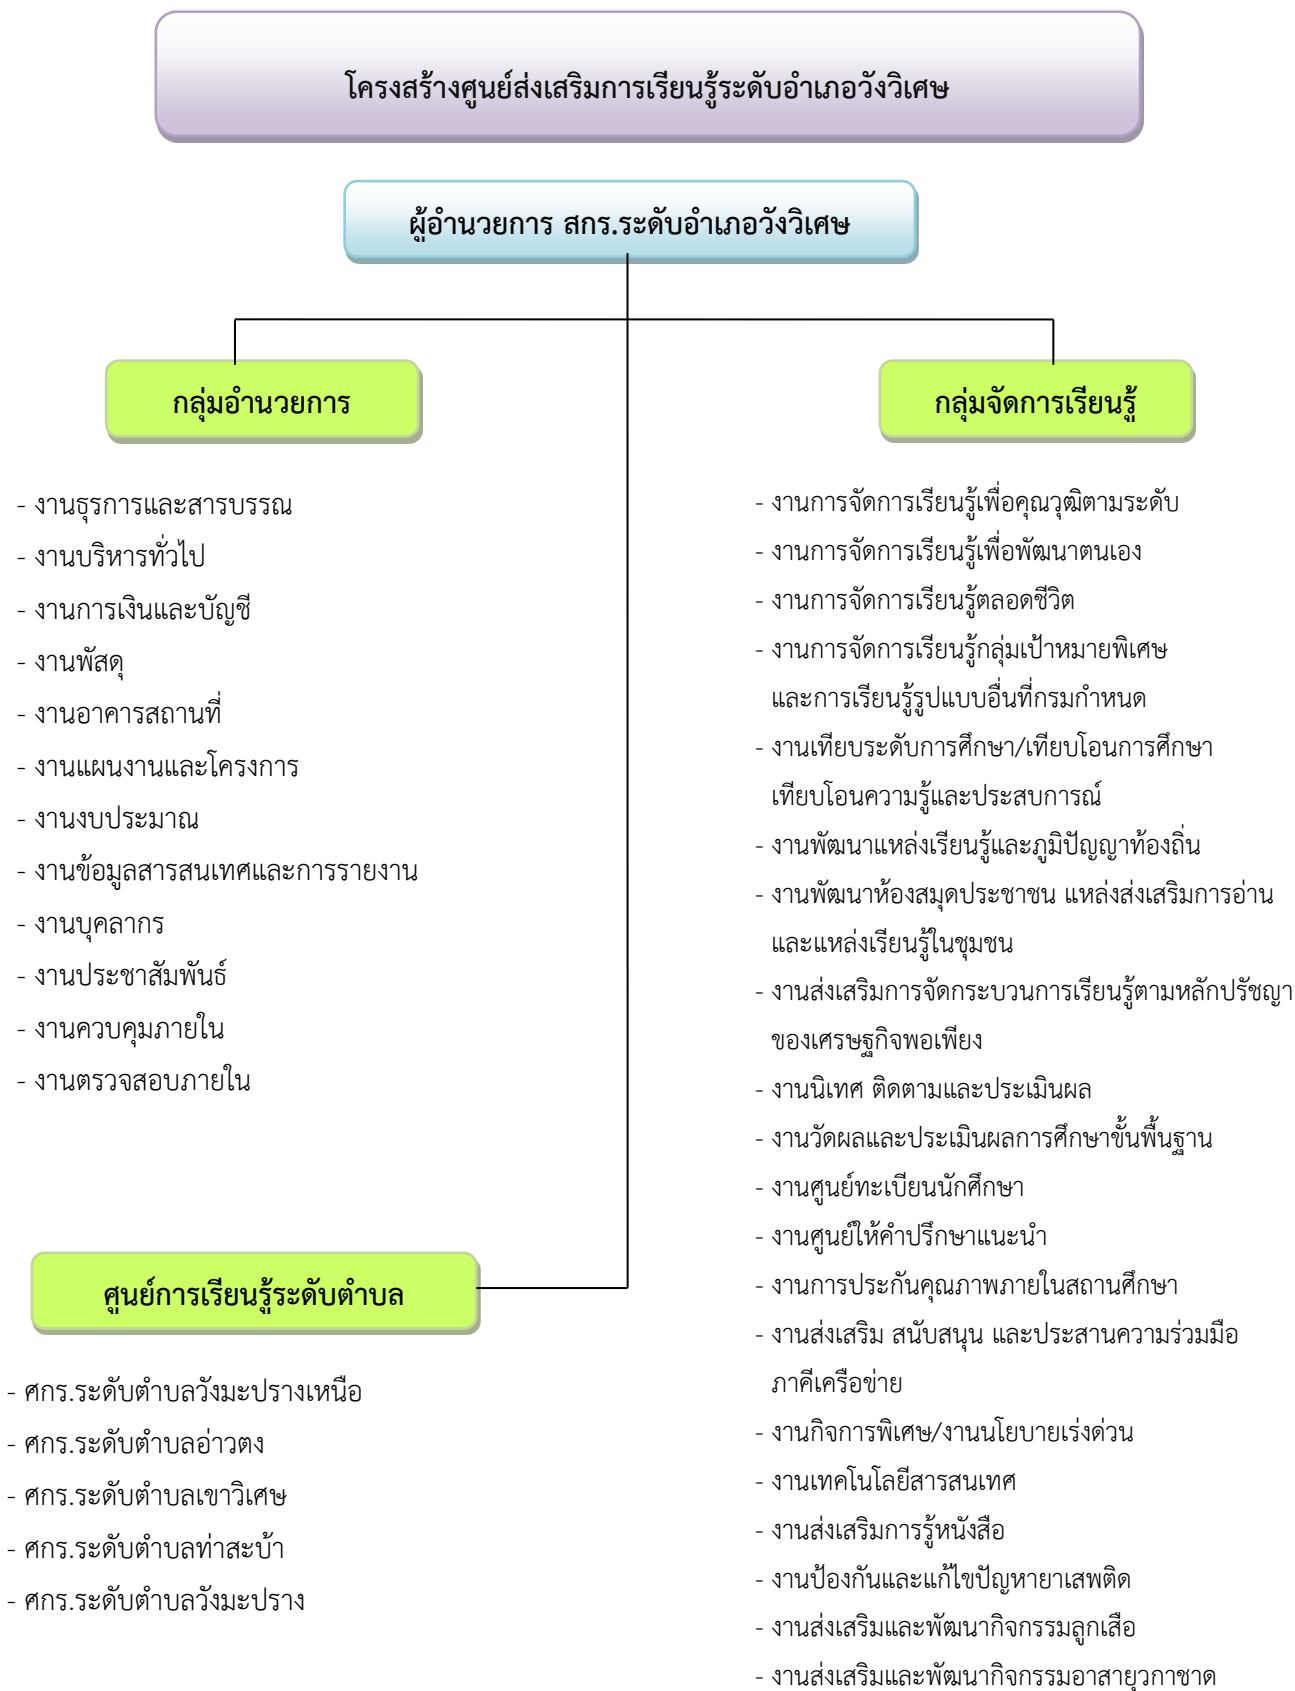 โครงสร้างศูนย์ส่งเสริมการเรียนรู้ระดับอำเภอวังวิเศษ
ผู้อำนวยการ สกร.ระดับอำเภอวังวิเศษ
กลุ่มอำนวยการ
- งานธุรการและสารบรรณ
- งานบริหารทั่วไป
- งานการเงินและบัญชี
- งานพัสดุ
- งานอาคารสถานที่
- งานแผนงานและโครงการ
- งานงบประมาณ
- งานข้อมูลสารสนเทศและการรายงาน
- งานบุคลากร
- งานประชาสัมพันธ์
- งานควบคุมภายใน
- งานตรวจสอบภายใน
กลุ่มจัดการเรียนรู้
- งานการจัดการเรียนรู้เพื่อคุณวุฒิตามระดับ
- งานการจัดการเรียนรู้เพื่อพัฒนาตนเอง
- งานการจัดการเรียนรู้ตลอดชีวิต
- งานการจัดการเรียนรู้กลุ่มเป้าหมายพิเศษ
และการเรียนรู้รูปแบบอื่นที่กรมกำหนด
- งานเทียบระดับการศึกษา/เทียบโอนการศึกษา
เทียบโอนความรู้และประสบการณ์
- งานพัฒนาแหล่งเรียนรู้และภูมิปัญญาท้องถิ่น
- งานพัฒนาห้องสมุดประชาชน แหล่งส่งเสริมการอ่าน
และแหล่งเรียนรู้ในชุมชน
- งานส่งเสริมการจัดกระบวนการเรียนรู้ตามหลักปรัชญา
ของเศรษฐกิจพอเพียง
- งานนิเทศ ติดตามและประเมินผล
- งานวัดผลและประเมินผลการศึกษาขั้นพื้นฐาน
- งานศูนย์ทะเบียนนักศึกษา
- งานศูนย์ให้คำปรึกษาแนะนำ
- งานการประกันคุณภาพภายในสถานศึกษา
- งานส่งเสริม สนับสนุน และประสานความร่วมมือ
ภาคีเครือข่าย
- งานกิจการพิเศษ/งานนโยบายเร่งด่วน
- งานเทคโนโลยีสารสนเทศ
- งานส่งเสริมการรู้หนังสือ
- งานป้องกันและแก้ไขปัญหายาเสพติด
- งานส่งเสริมและพัฒนากิจกรรมลูกเสือ
- งานส่งเสริมและพัฒนากิจกรรมอาสายุวกาชาด
ศูนย์การเรียนรู้ระดับตำบล
- ศกร.ระดับตำบลวังมะปรางเหนือ
- ศกร.ระดับตำบลอ่าวตง
- ศกร.ระดับตำบลเขาวิเศษ
- ศกร.ระดับตำบลท่าสะบ้า
- ศกร.ระดับตำบลวังมะปราง